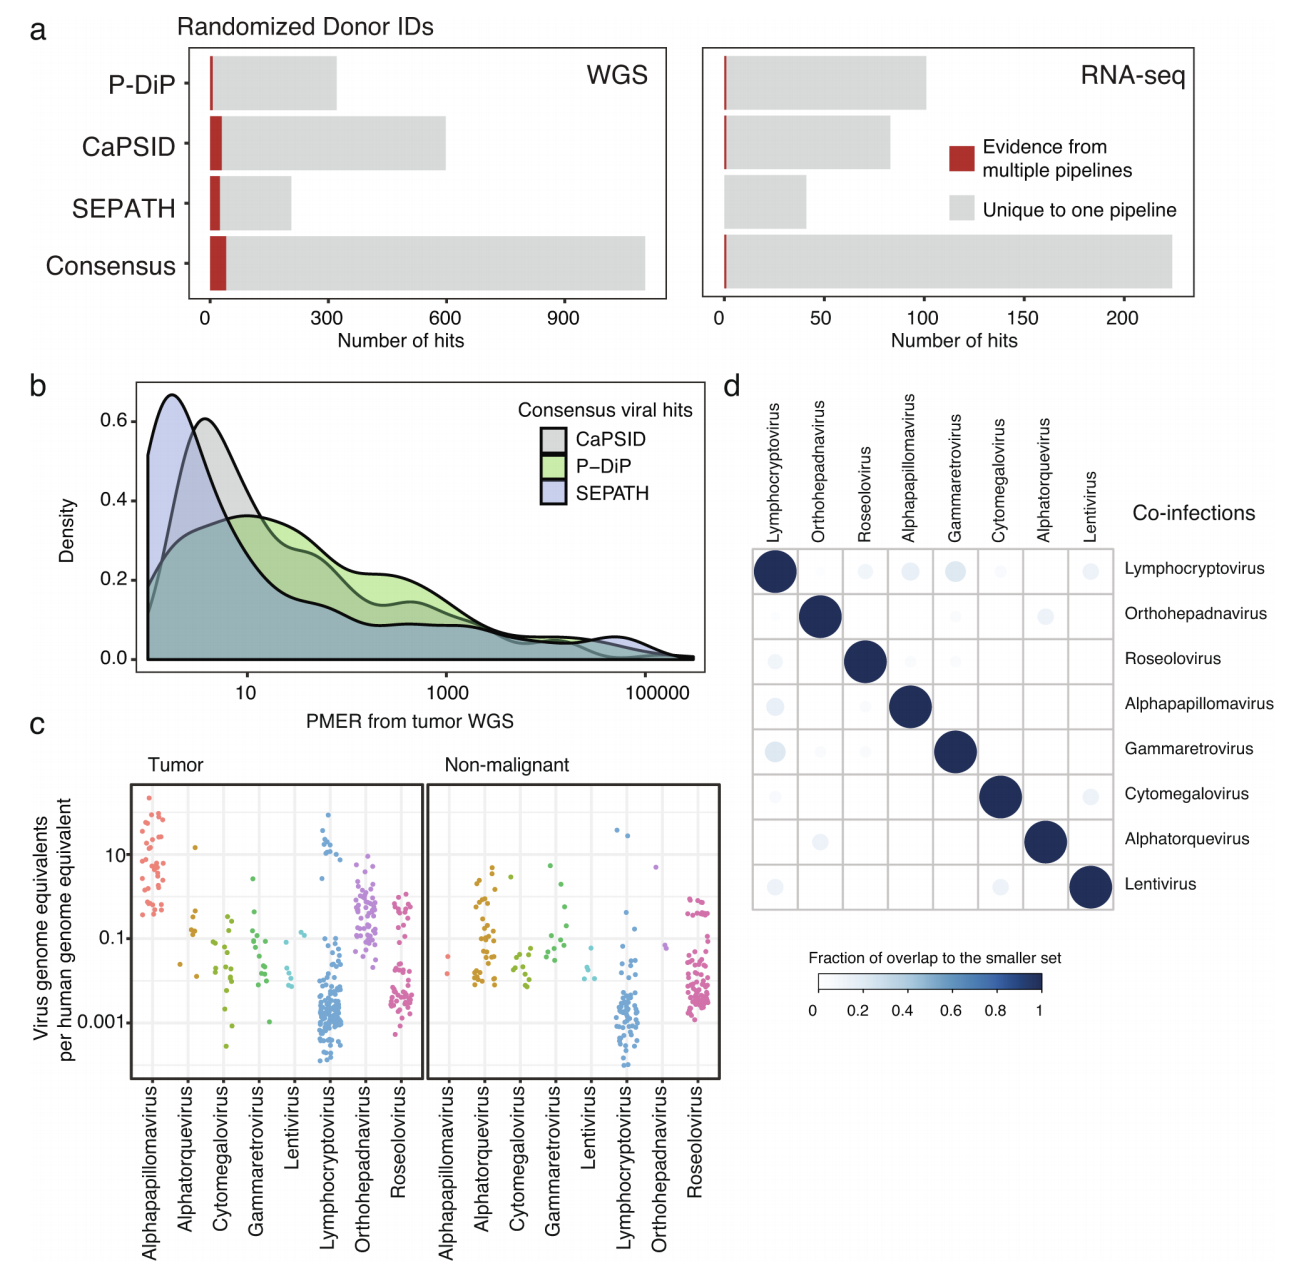 a
Randomized Donor IDs
WGS
P-DiP
CaPSID
SEPATH
Consensus
0 300 600 900
Number of hits
RNA-seq
Evidence from
multiple pipelines
Unique to one pipeline
0 50 100 150 200
Number of hits
b
Consensus viral hits
CaPSID
P−DiP
SEPATH
Density
0.6
0.4
0.2
0.0
10 1000 100000
PMER from tumor WGS
c
Tumor
Non-malignant
Virus genome equivalents
per human genome equivalent
10
0.1
0.001
Alphapapillomavirus
Alphatorquevirus
Cytomegalovirus
Gammaretrovirus
Lentivirus
Lymphocryptovirus
Orthohepadnavirus
Roseolovirus
Alphapapillomavirus
Alphatorquevirus
Cytomegalovirus
Gammaretrovirus
Lentivirus
Lymphocryptovirus
Orthohepadnavirus
Roseolovirus
d
Lymphocryptovirus
Orthohepadnavirus
Roseolovirus
Alphapapillomavirus
Gammaretrovirus
Cytomegalovirus
Alphatorquevirus
Lentivirus
Co-infections
Lymphocryptovirus
Orthohepadnavirus
Roseolovirus
Alphapapillomavirus
Gammaretrovirus
Cytomegalovirus
Alphatorquevirus
Lentivirus
Fraction of overlap to the smaller set
0 0.2 0.4 0.6 0.8 1